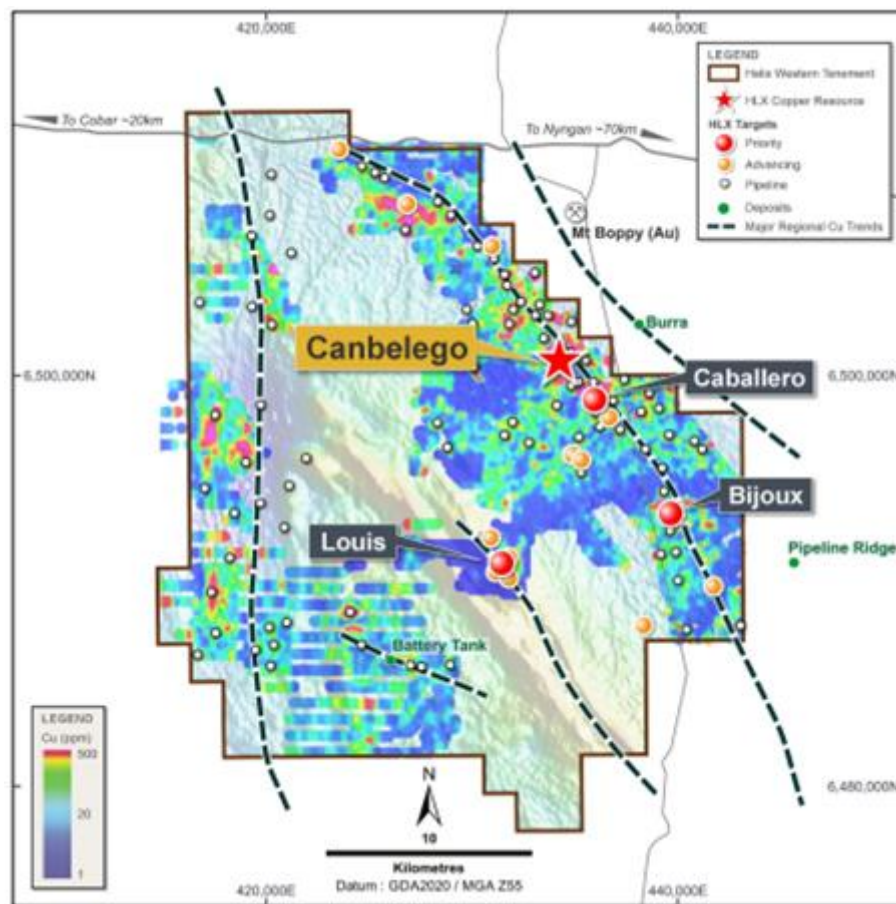 420,000E
440,000E
LEGEND
Helix Western Tenement
HLX Copper Resource
HLX Targets
Priority
Advancing
Pipeline
Deposits
Major Regional Cu Trends
To Cobar ~20km
To Nyngan ~70km
Mt Boppy (Au)
Burra
Canbelego
6,500,000N
6,500,000N
Caballero
Bijoux
Louis
Pipeline Ridge
Battery Tank
LEGEND
Cu (ppm)
500
20
1
N
10
Kilometres
Datum : GDA2020 / MGA Z55
6,480,000N
420,000E
440,000E